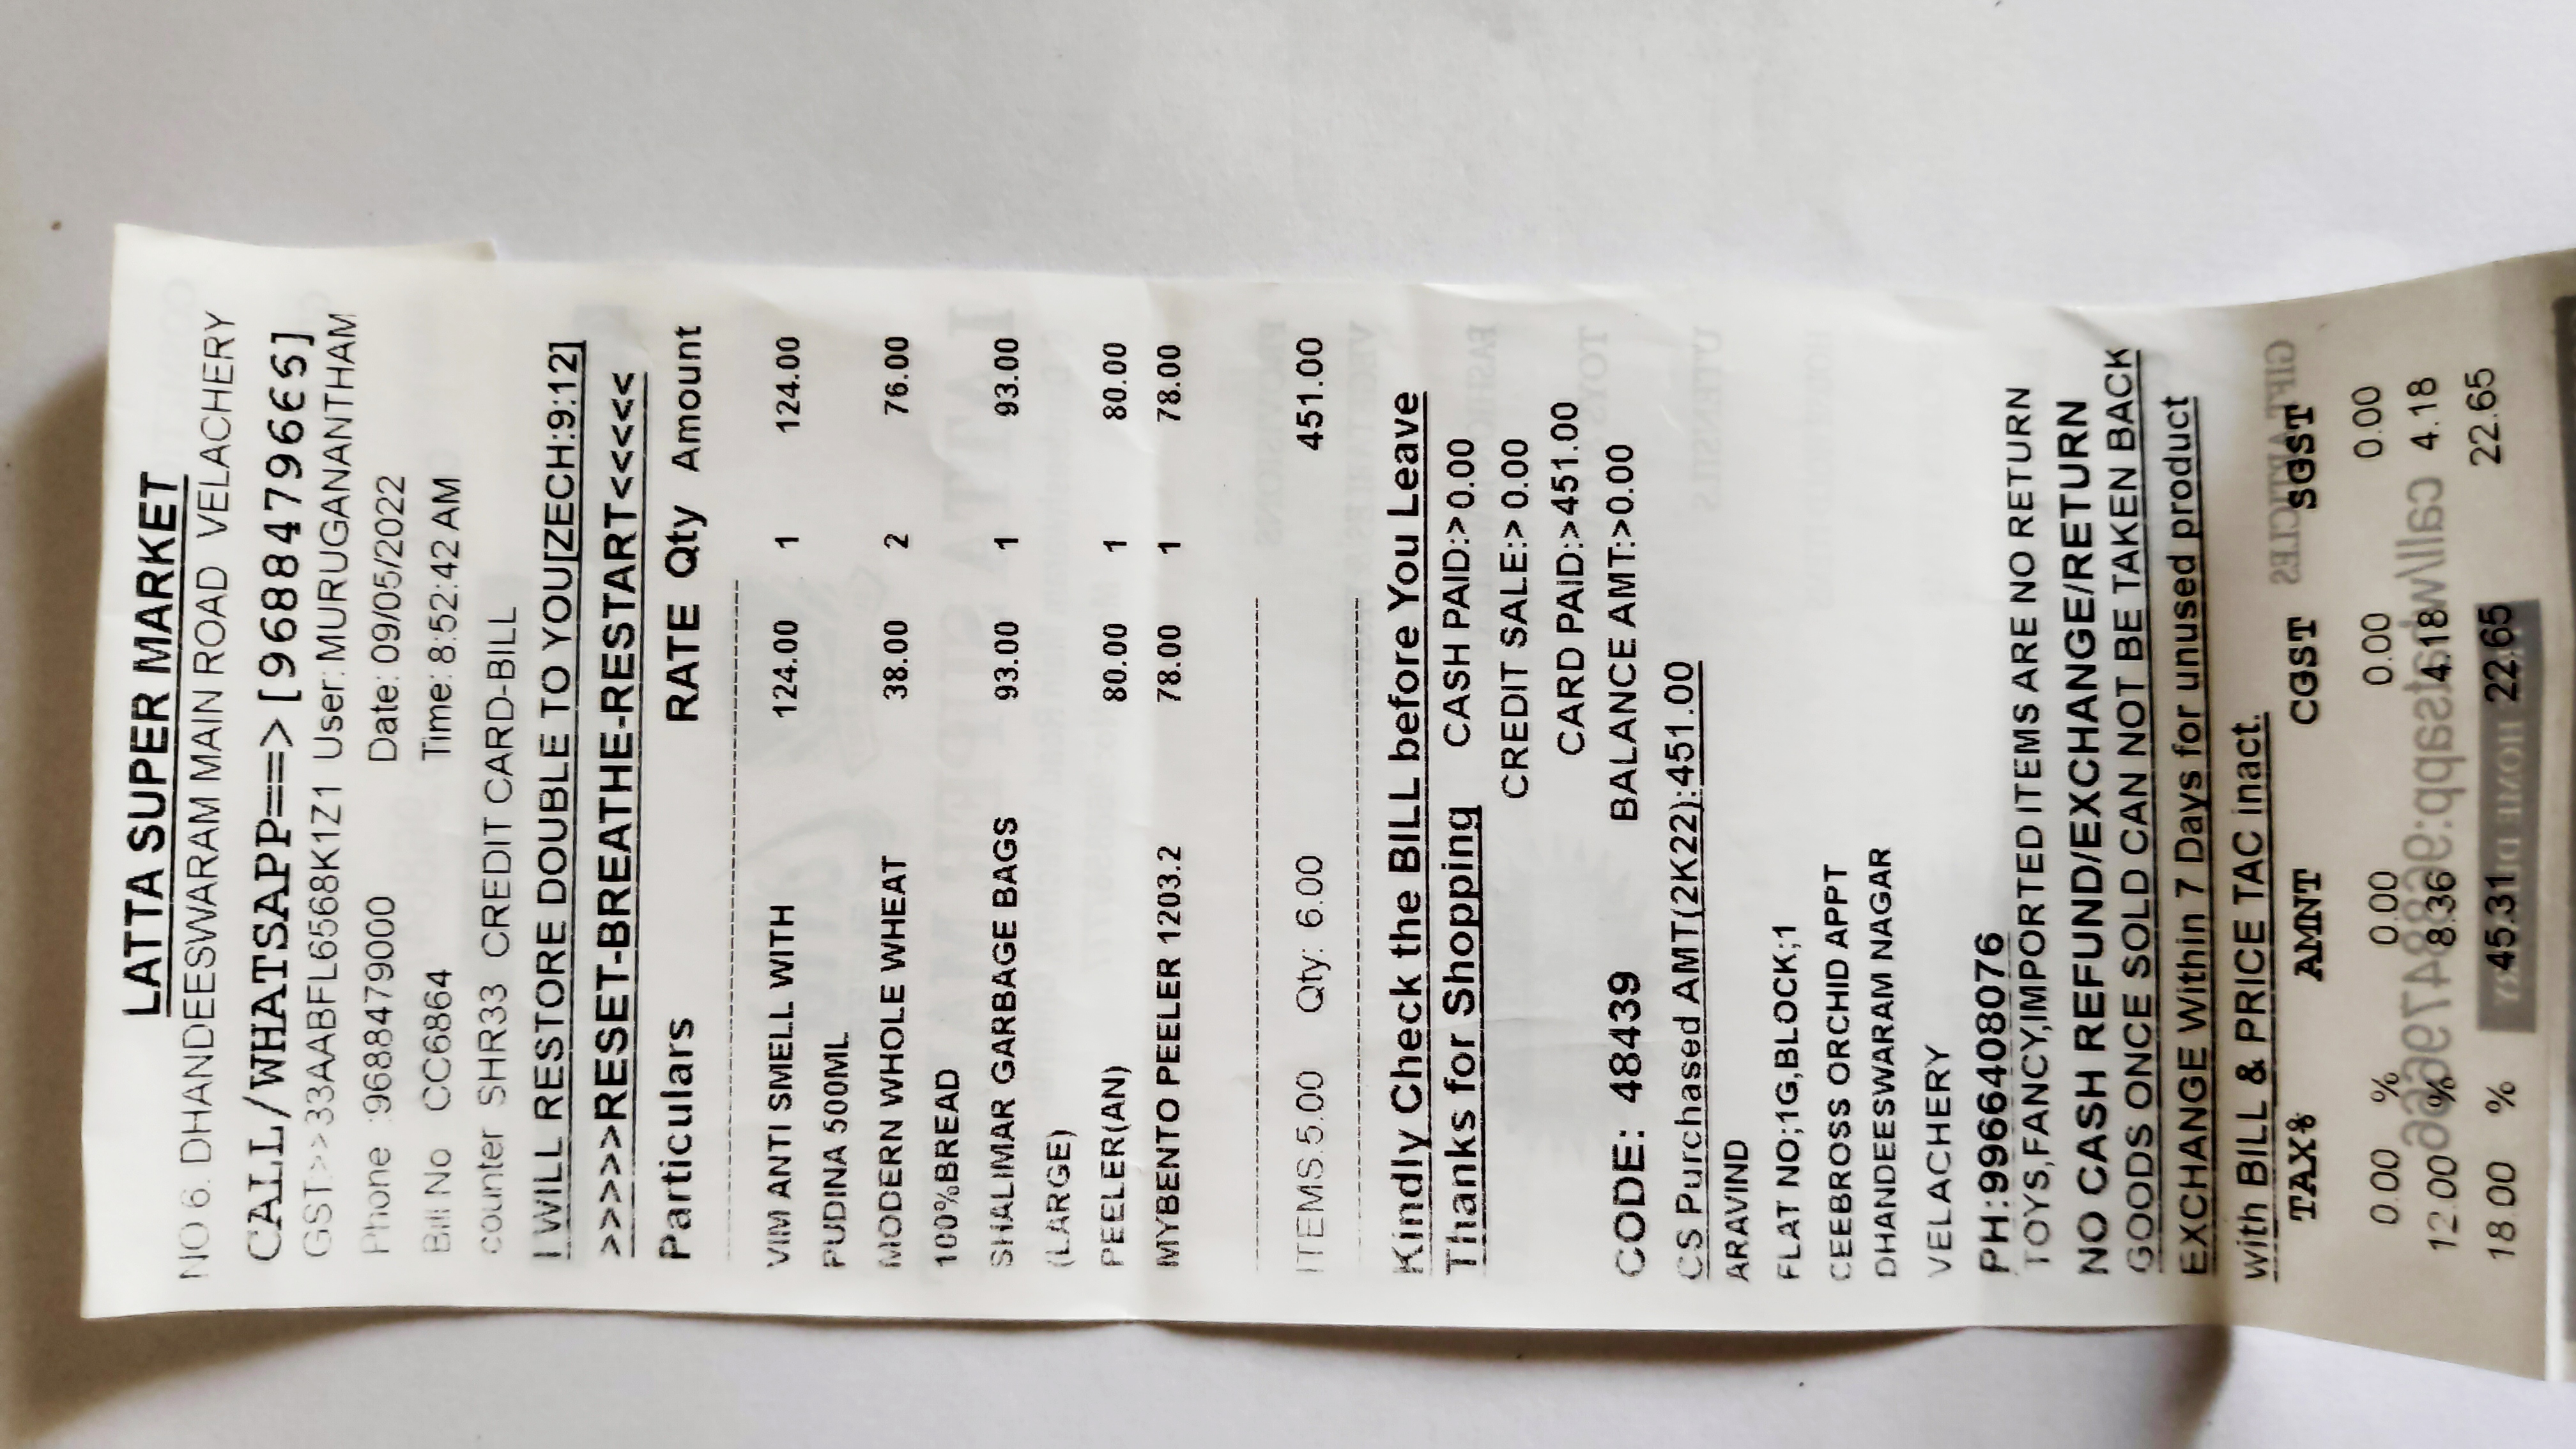 LATTA SUPER MARKET
NO 6. DHANDEESWARAM MAIN ROAD VELACHERY
CALL/WHATSAPP==>[9688479666]
GST>>33AABFL6568K1Z1 User: MURUGANANTHAM
Phone :9688479000 Date: 09/05/2022
Bill No CC6864 Time: 8:52:42 AM
counter SHR33 CREDIT CARD-BILL
I WILL RESTORE DOUBLE TO YOU[ZECH:9:12]
>>>>>RESET-BREATHE-RESTART<<<<<
Particulars RATE Qty Amount
VIM ANTI SMELL WITH 124.00 1 124.00
PUDINA 500ML
MODERN WHOLE WHEAT 38.00 2 76.00
100%BREAD
SHALIMAR GARBAGE BAGS 93.00 1 93.00
(LARGE)
PEELER(AN) 80.00 1 80.00
MYBENTO PEELER 1203.2 78.00 1 78.00
ITEMS.5.00 Qty: 6.00 451.00
Kindly Check the BILL before You Leave
Thanks for Shopping CASH PAID:>0.00
CREDIT SALE:> 0.00
CARD PAID:>451.00
CODE: 48439 BALANCE AMT:>0.00
CS Purchased AMT(2K22):451.00
ARAVIND
FLAT NO;1G,BLOCK;1
CEEBROSS ORCHID APPT
DHANDEESWARAM NAGAR
VELACHERY
PH:9966408076
TOYS,FANCY,IMPORTED ITEMS ARE NO RETURN
NO CASH REFUND/EXCHANGE/RETURN
GOODS ONCE SOLD CAN NOT BE TAKEN BACK
EXCHANGE Within 7 Days for unused product
with BILL & PRICE TAC inact.
TAX% AMNT CGST SGST
0.00 % 0.00 0.00 0.00
12.00 % 8.36 4.18 4.18
18.00 % 45.31 22.65 22.65